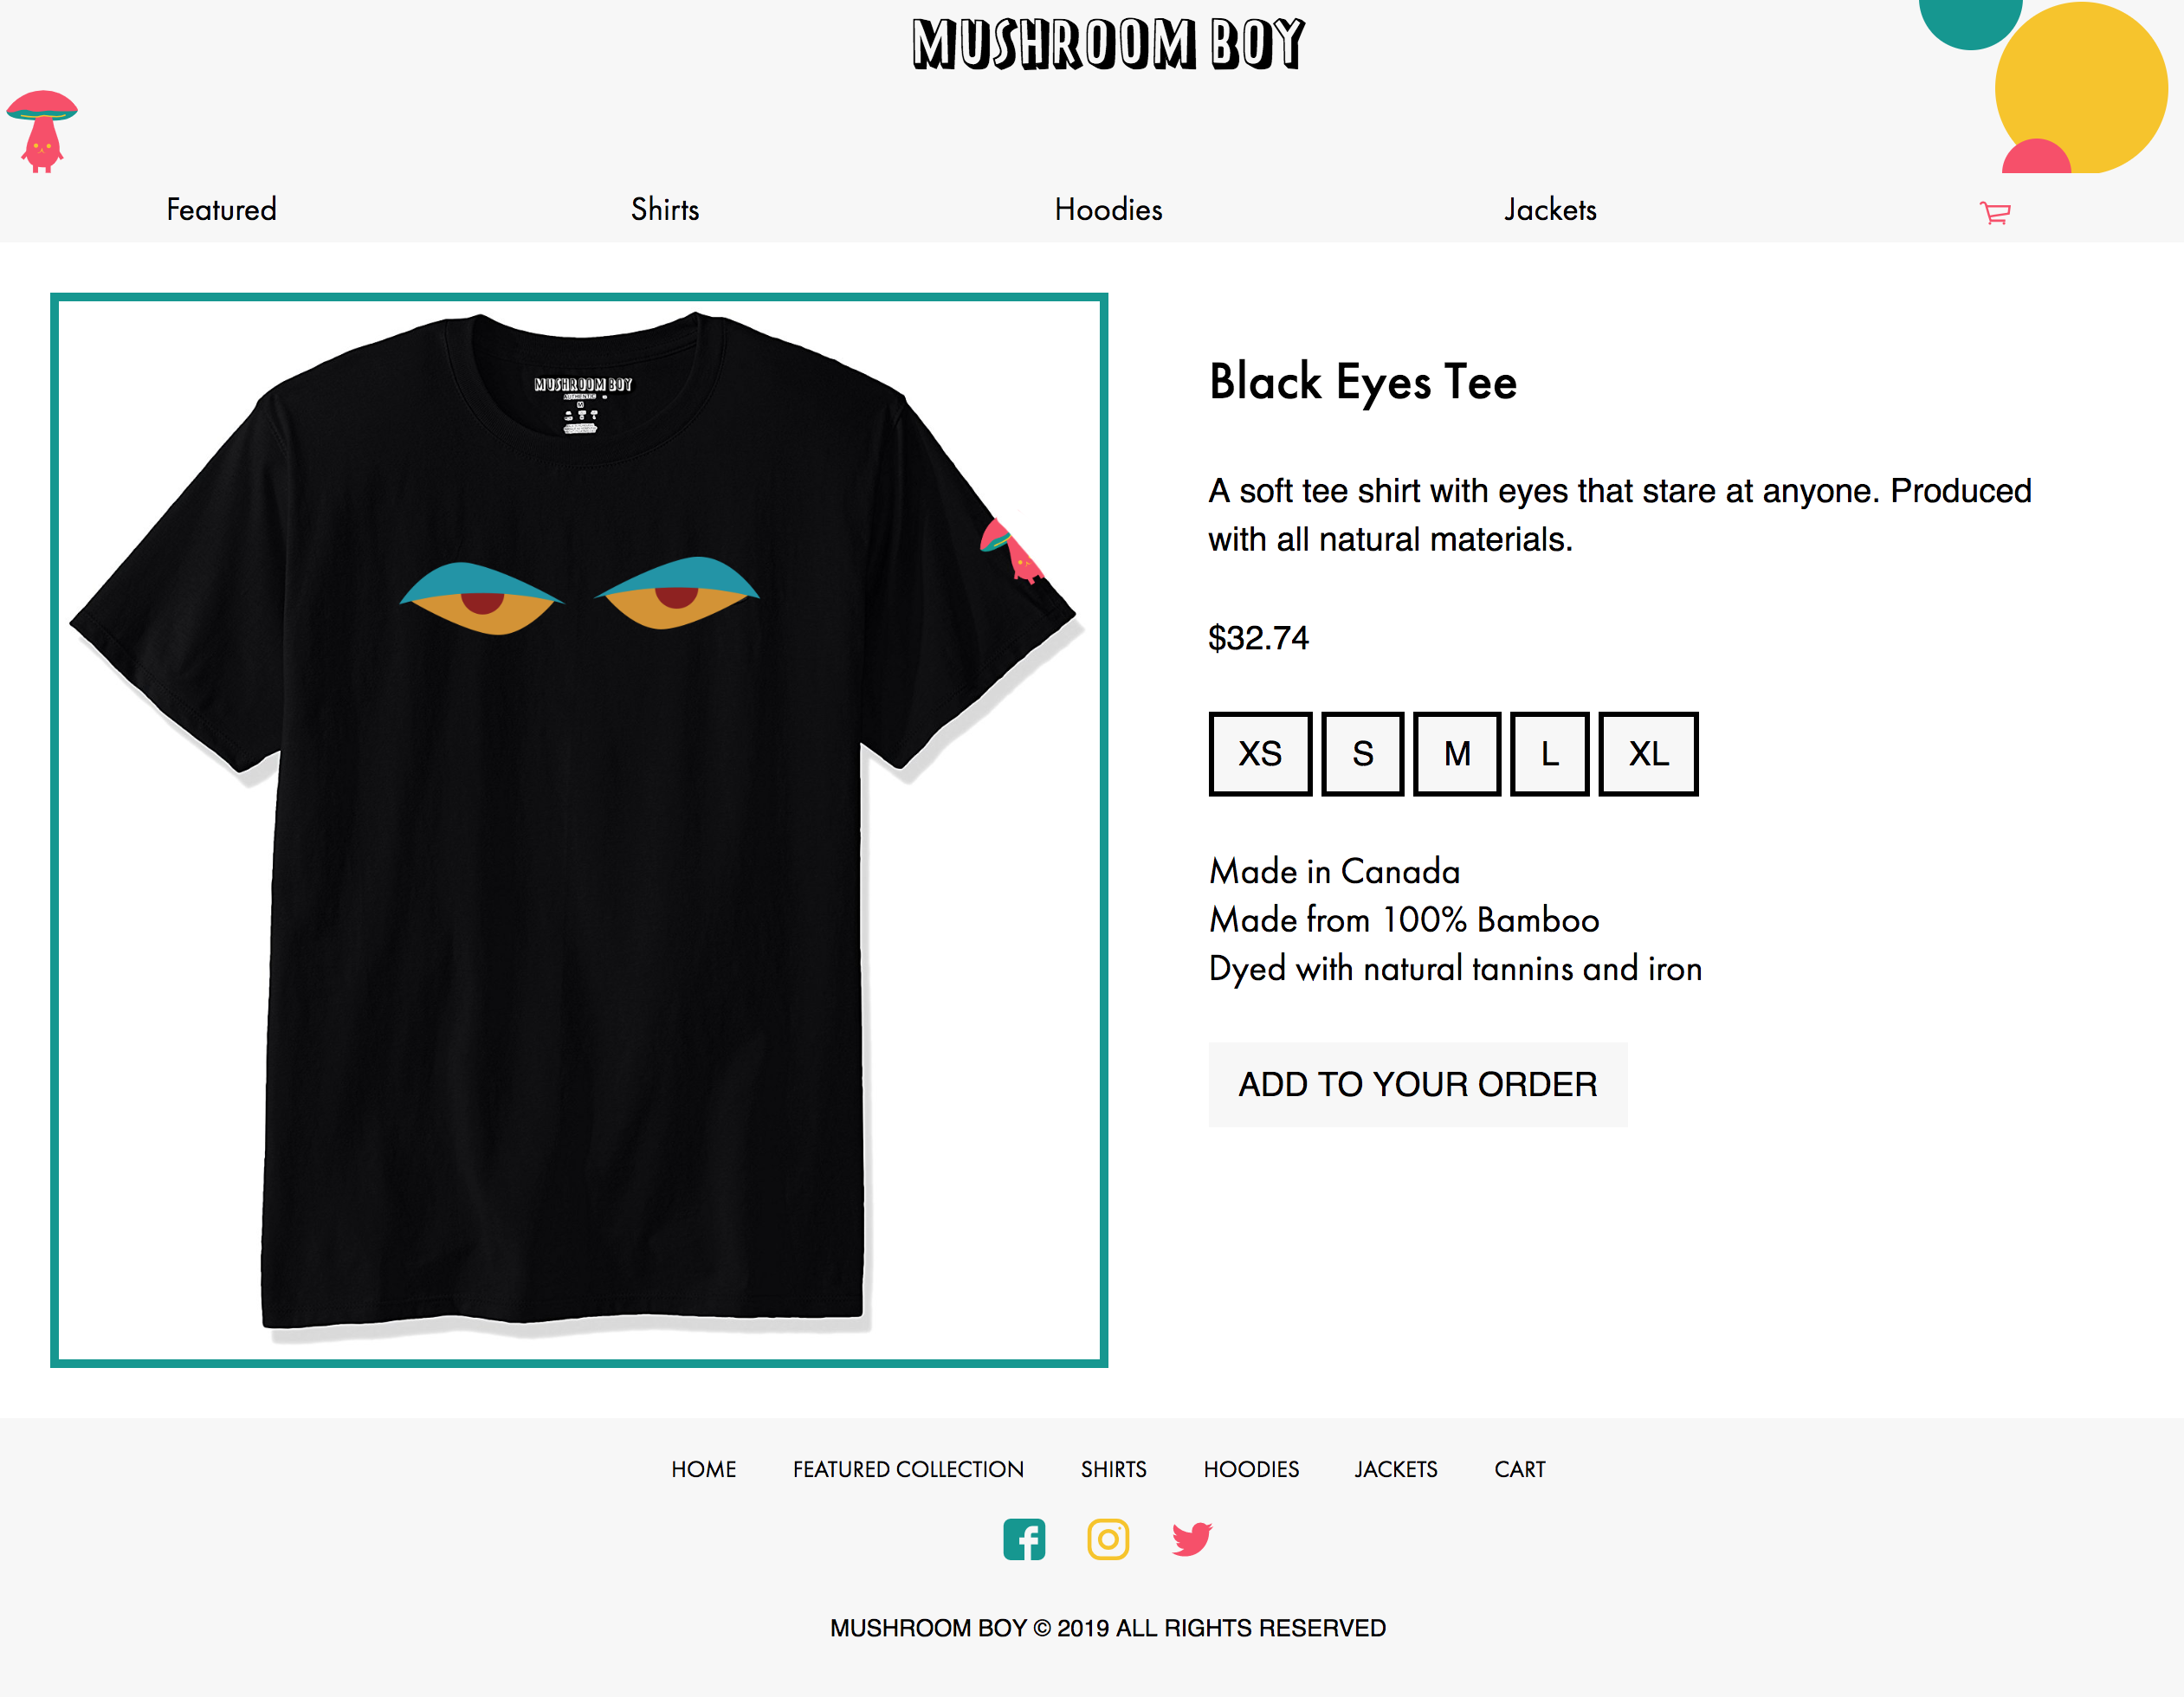 MUSHROOM BOY
Featured
Shirts
Hoodies
Jackets
MUSHROOM BOY
AUTHENTIC
M
Black Eyes Tee
A soft tee shirt with eyes that stare at anyone. Produced
with all natural materials.
$32.74
XS
S
M
L
XL
Made in Canada
Made from 100% Bamboo
Dyed with natural tannins and iron
ADD TO YOUR ORDER
HOME
FEATURED COLLECTION
SHIRTS
HOODIES
JACKETS
CART
MUSHROOM BOY © 2019 ALL RIGHTS RESERVED